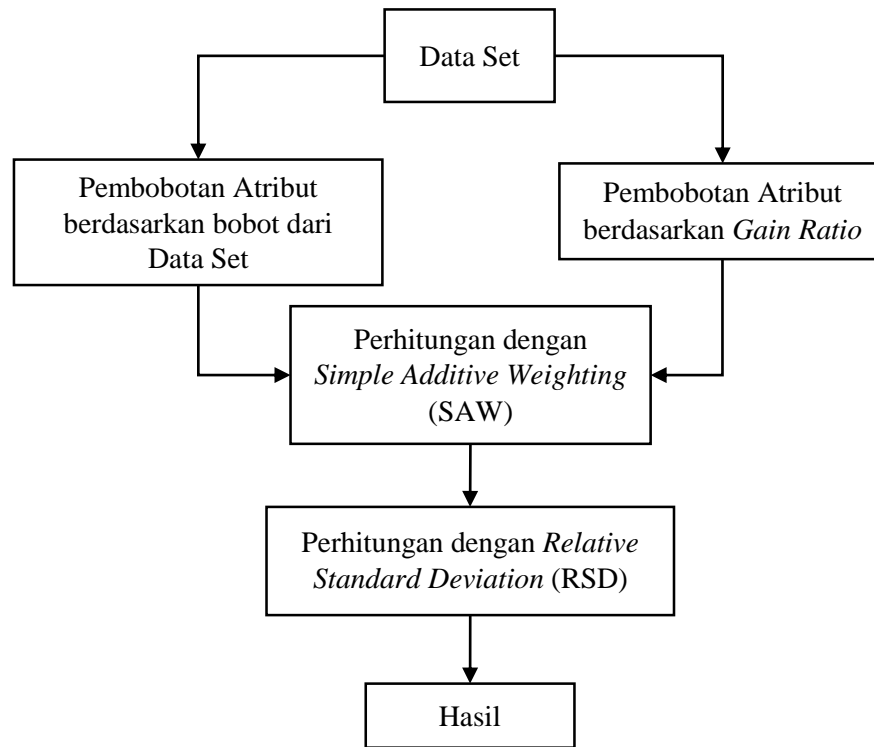 Data Set
Pembobotan Atribut
berdasarkan bobot dari
Data Set
Pembobotan Atribut
berdasarkan Gain Ratio
Perhitungan dengan
Simple Additive Weighting
(SAW)
Perhitungan dengan Relative
Standard Deviation (RSD)
Hasil